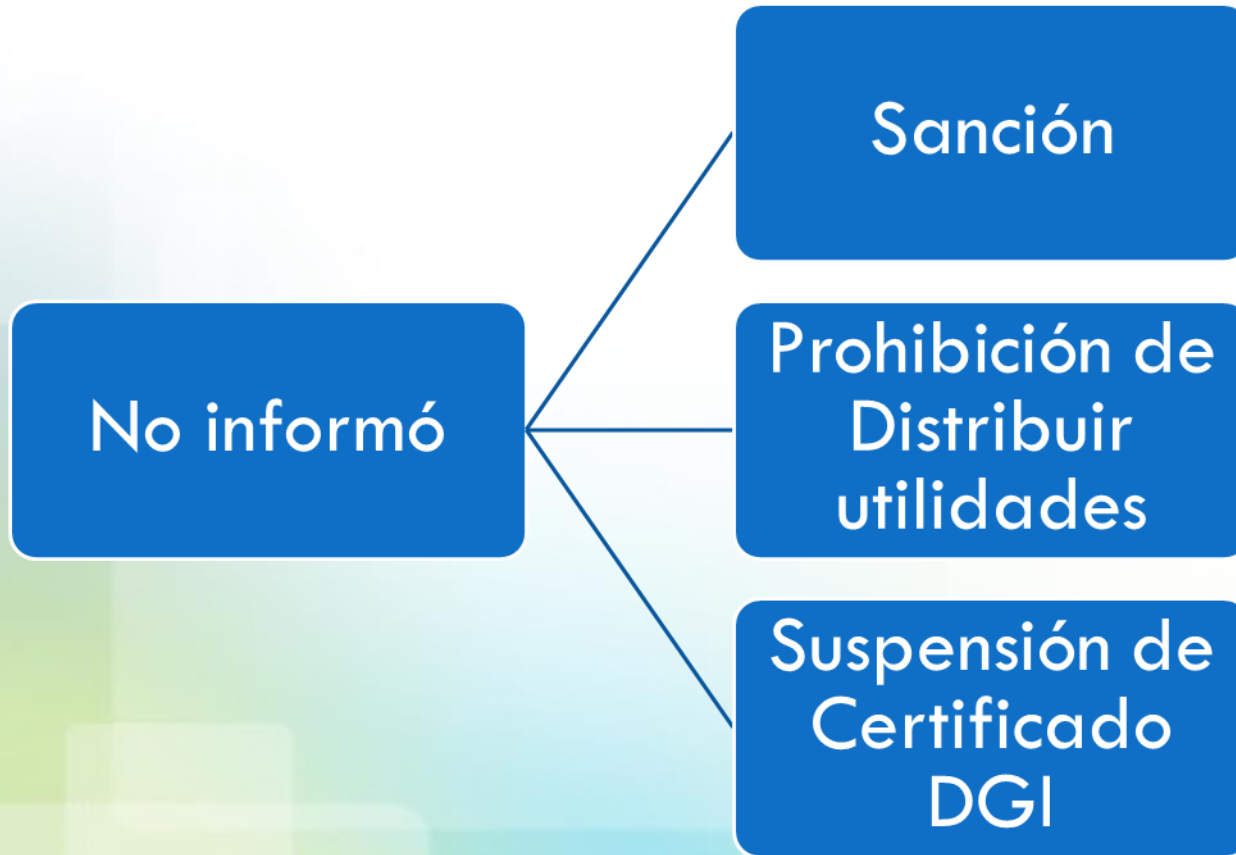 No informó
Sanción
Prohibición de
Distribuir
utilidades
Suspensión de
Certificado
DGI